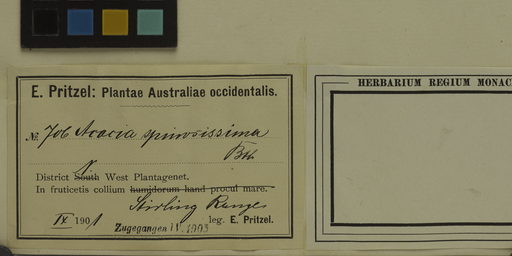 E. Pritzel: Plantae Australiae occidentalis.
№ 706 Acacia spinosissima
Bth.
District South West Plantagenet.
In fruticetis collium humidorum haud procul mare.
Stirling Range
IX 1901 leg. E. Pritzel.
Zugegangen IV. 1903
HERBARIUM REGIUM MONAC